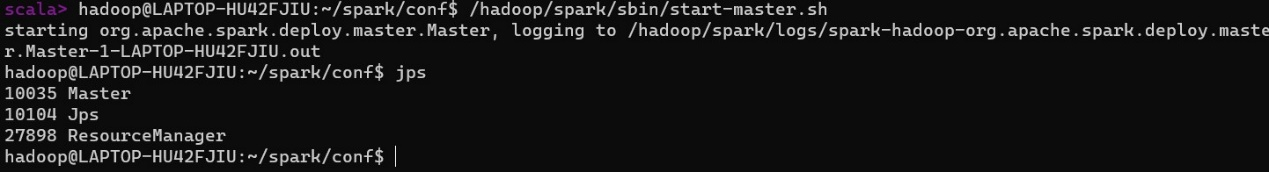 scala> hadoop@LAPTOP-HU42FJIU:~/spark/conf$ /hadoop/spark/sbin/start-master.sh
starting org.apache.spark.deploy.master.Master, logging to /hadoop/spark/logs/spark-hadoop-org.apache.spark.deploy.maste
r.Master-1-LAPTOP-HU42FJIU.out
hadoop@LAPTOP-HU42FJIU:~/spark/conf$ jps
10035 Master
10104 Jps
27898 ResourceManager
hadoop@LAPTOP-HU42FJIU:~/spark/conf$